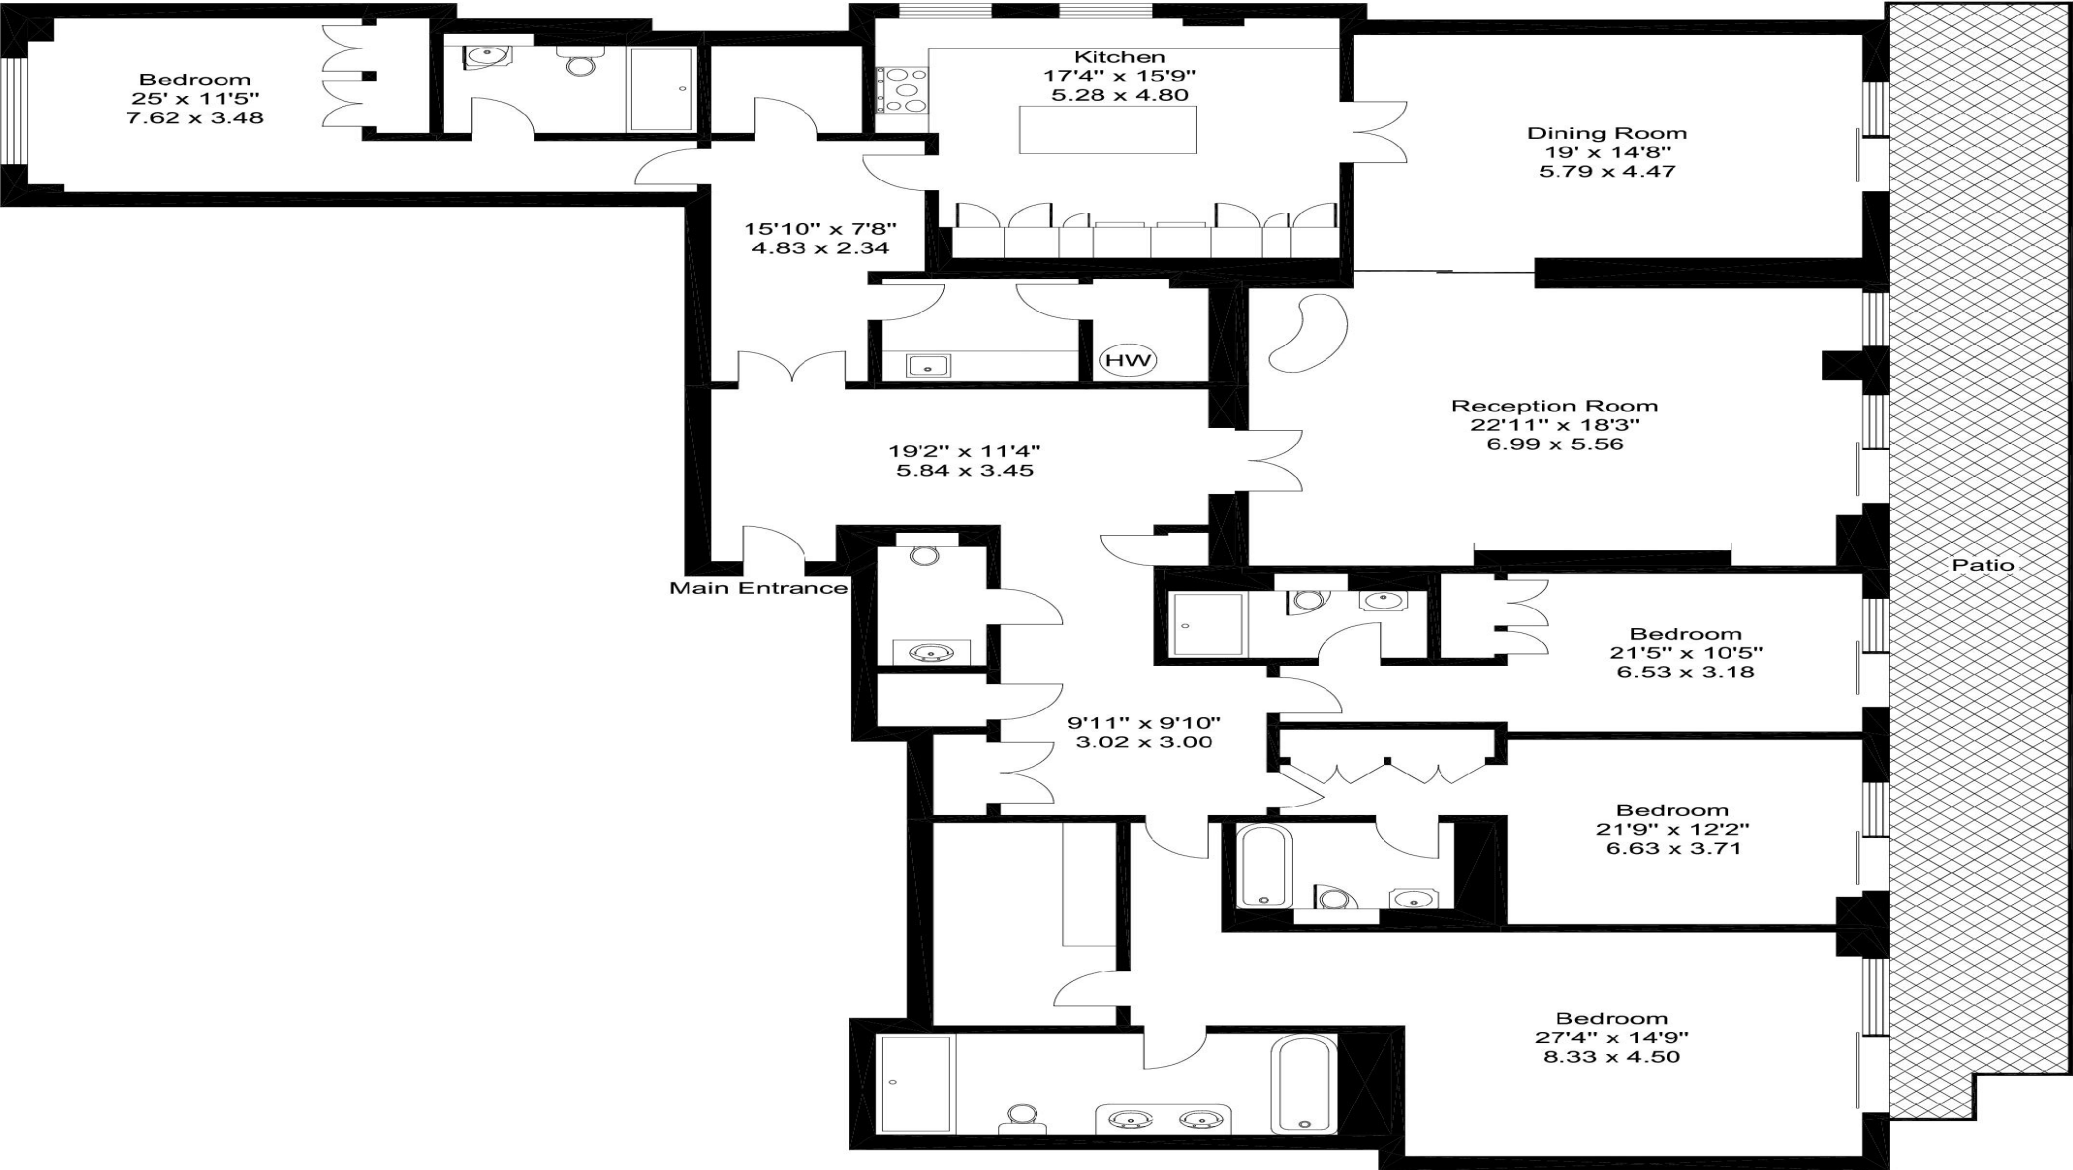 Bedroom
25' x 11'5"
7.62 x 3.48
Kitchen
17'4" x 15'9"
5.28 x 4.80
Dining Room
19' x 14'8"
5.79 x 4.47
15'10" x 7'8"
4.83 x 2.34
HW
Reception Room
22'11" x 18'3"
6.99 x 5.56
19'2" x 11'4"
5.84 x 3.45
Main Entrance
Patio
Bedroom
21'5" x 10'5"
6.53 x 3.18
9'11" x 9'10"
3.02 x 3.00
Bedroom
21'9" x 12'2"
6.63 x 3.71
Bedroom
27'4" x 14'9"
8.33 x 4.50